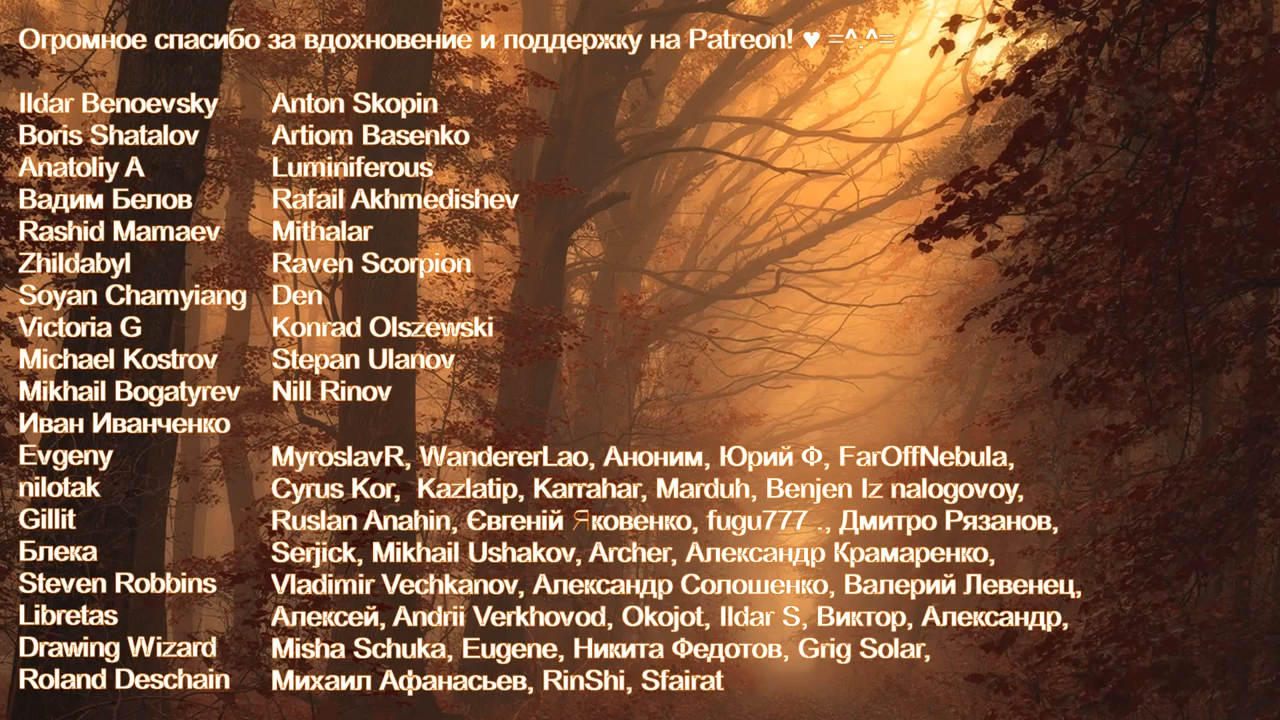 Огромное спасибо за вдохновение и поддержку на Patreon! ♥ =^.^=
Ildar Benoevsky
Boris Shatalov
Anatoliy A
Вадим Белов
Rashid Mamaev
Zhildabyl
Soyan Chamyiang
Victoria G
Michael Kostrov
Mikhail Bogatyrev
Иван Иванченко
Evgeny
nilotak
Gillit
Блека
Steven Robbins
Libretas
Drawing Wizard
Roland Deschain
Anton Skopin
Artiom Basenko
Luminiferous
Rafail Akhmedishev
Mithalar
Raven Scorpion
Den
Konrad Olszewski
Stepan Ulanov
Nill Rinov
MyroslavR, WandererLao, Аноним, Юрий Ф, FarOffNebula,
Cyrus Kor, Kazlatip, Karrahar, Marduh, Benjen Iz nalogovoy,
Ruslan Anahin, Євгеній Яковенко, fugu777 ., Дмитро Рязанов,
Serjick, Mikhail Ushakov, Archer, Александр Крамаренко,
Vladimir Vechkanov, Александр Солошенко, Валерий Левенец,
Алексей, Andrii Verkhovod, Okojot, Ildar S, Виктор, Александр,
Misha Schuka, Eugene, Никита Федотов, Grig Solar,
Михаил Афанасьев, RinShi, Sfairat